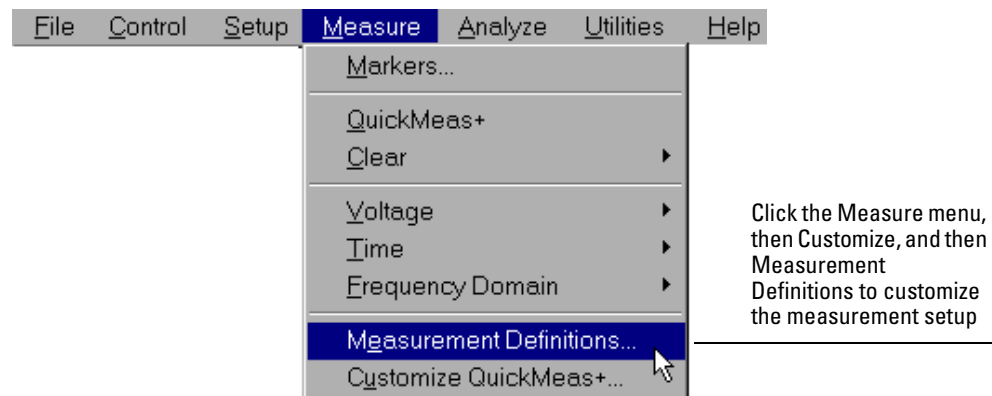 File Control Setup Measure Analyze Utilities Help
Markers...
QuickMeas+
Clear
Voltage
Time
Frequency Domain
Measurement Definitions...
Customize QuickMeas+...
Click the Measure menu,
then Customize, and then
Measurement
Definitions to customize
the measurement setup